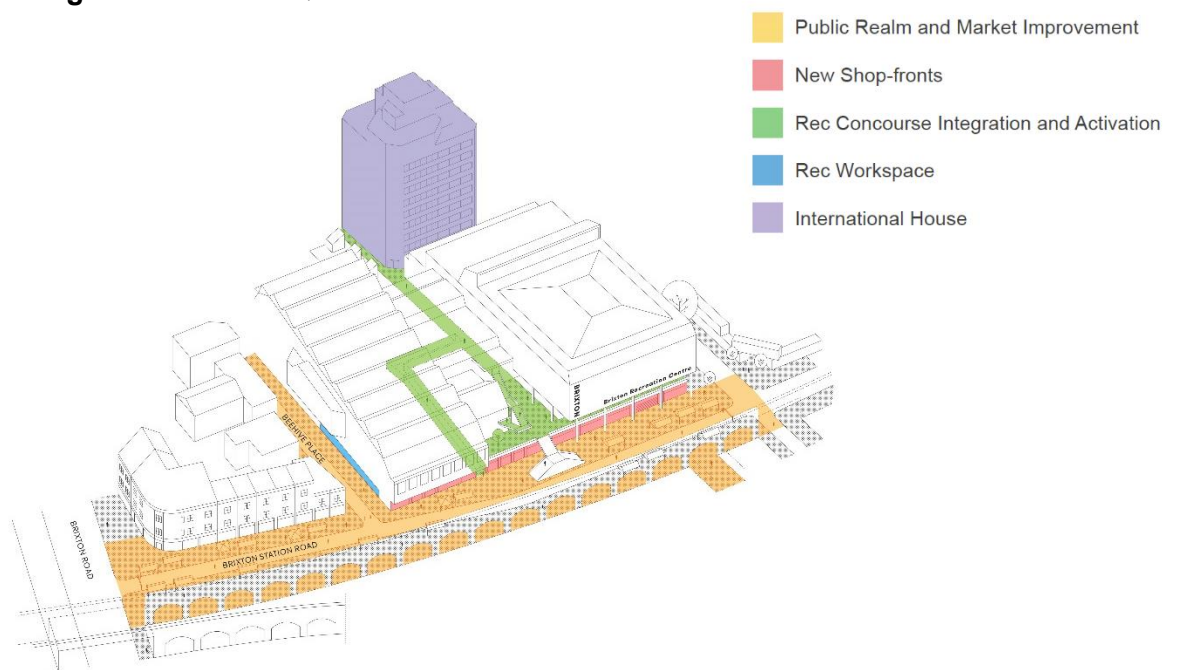 Public Realm and Market Improvement
New Shop-fronts
Rec Concourse Integration and Activation
Rec Workspace
International House
BRIXTON
Brixton Recreation Centre
BEEHIVE PLACE
BRIXTON STATION ROAD
BRIXTON ROAD